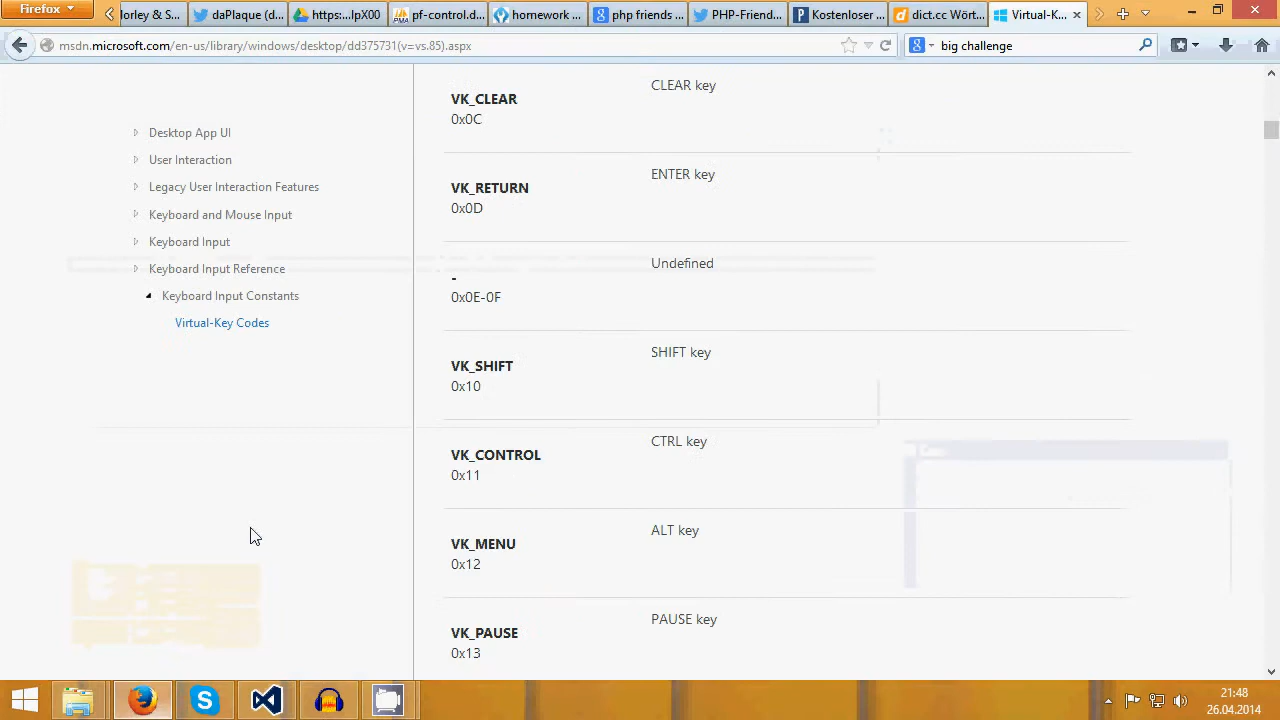 Firefox
lorley & S...
daPlaque (d...
https:...lpX00
pf-control.d...
homework ...
php friends ...
PHP-Friend...
Kostenloser ...
dict.cc Wört...
Virtual-K...
msdn.microsoft.com/en-us/library/windows/desktop/dd375731(v=vs.85).aspx
big challenge
Desktop App UI
User Interaction
Legacy User Interaction Features
Keyboard and Mouse Input
Keyboard Input
Keyboard Input Reference
Keyboard Input Constants
Virtual-Key Codes
CLEAR key
VK_CLEAR
0x0C
ENTER key
VK_RETURN
0x0D
Undefined
-
0x0E-0F
SHIFT key
VK_SHIFT
0x10
CTRL key
VK_CONTROL
0x11
ALT key
VK_MENU
0x12
PAUSE key
VK_PAUSE
0x13
21:48
26.04.2014